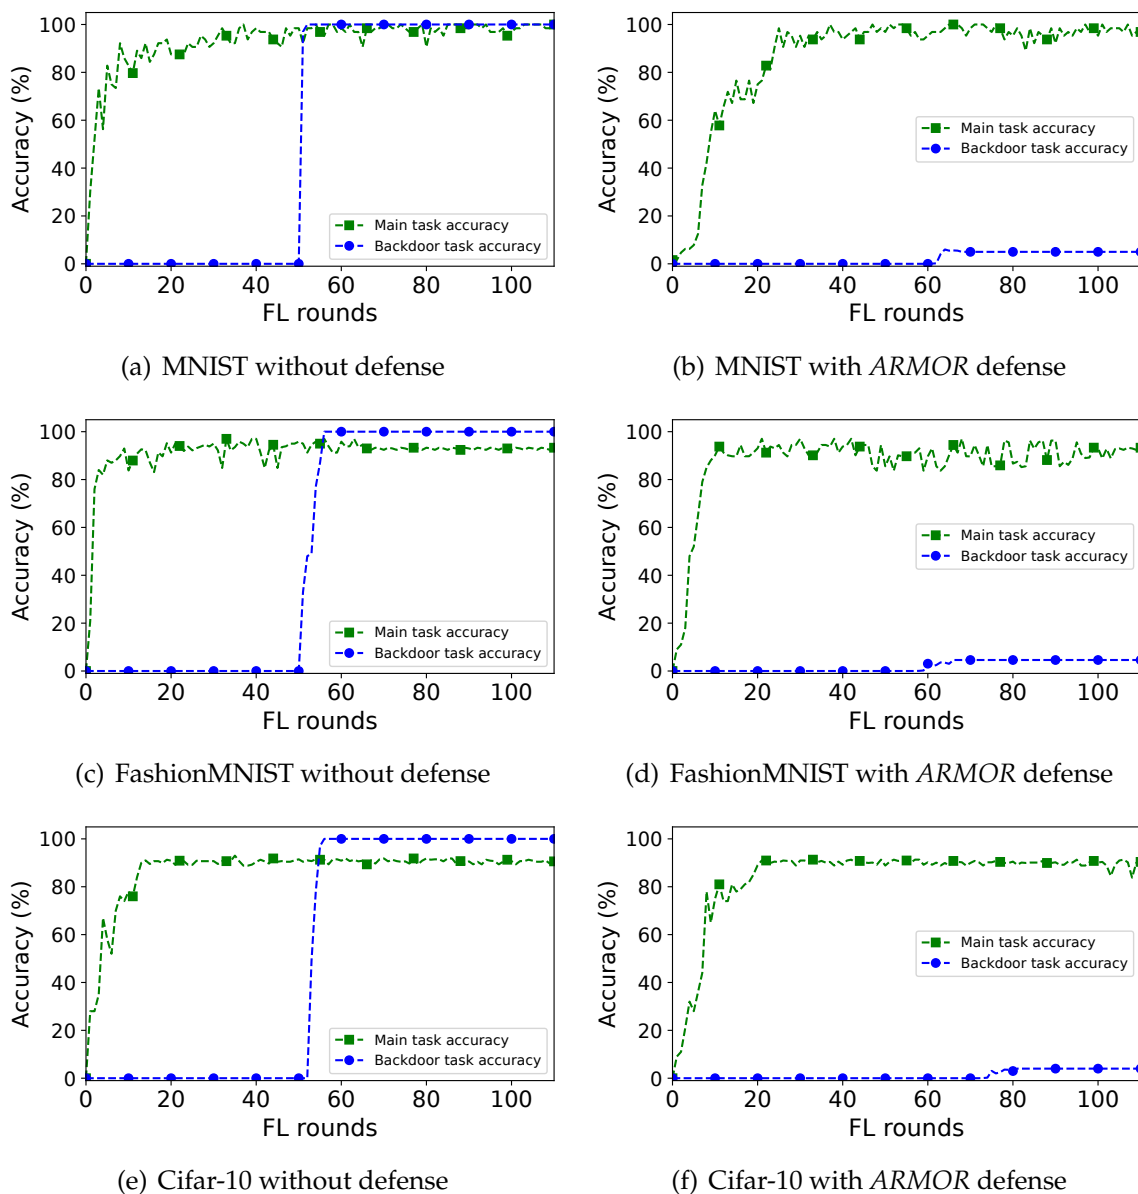 100
80
60
40
20
0
Accuracy (%)
Main task accuracy
Backdoor task accuracy
0 20 40 60 80 100
FL rounds
(a) MNIST without defense
100
80
60
40
20
0
Accuracy (%)
Main task accuracy
Backdoor task accuracy
0 20 40 60 80 100
FL rounds
(b) MNIST with ARMOR defense
100
80
60
40
20
0
Accuracy (%)
Main task accuracy
Backdoor task accuracy
0 20 40 60 80 100
FL rounds
(c) FashionMNIST without defense
100
80
60
40
20
0
Accuracy (%)
Main task accuracy
Backdoor task accuracy
0 20 40 60 80 100
FL rounds
(d) FashionMNIST with ARMOR defense
100
80
60
40
20
0
Accuracy (%)
Main task accuracy
Backdoor task accuracy
0 20 40 60 80 100
FL rounds
(e) Cifar-10 without defense
100
80
60
40
20
0
Accuracy (%)
Main task accuracy
Backdoor task accuracy
0 20 40 60 80 100
FL rounds
(f) Cifar-10 with ARMOR defense